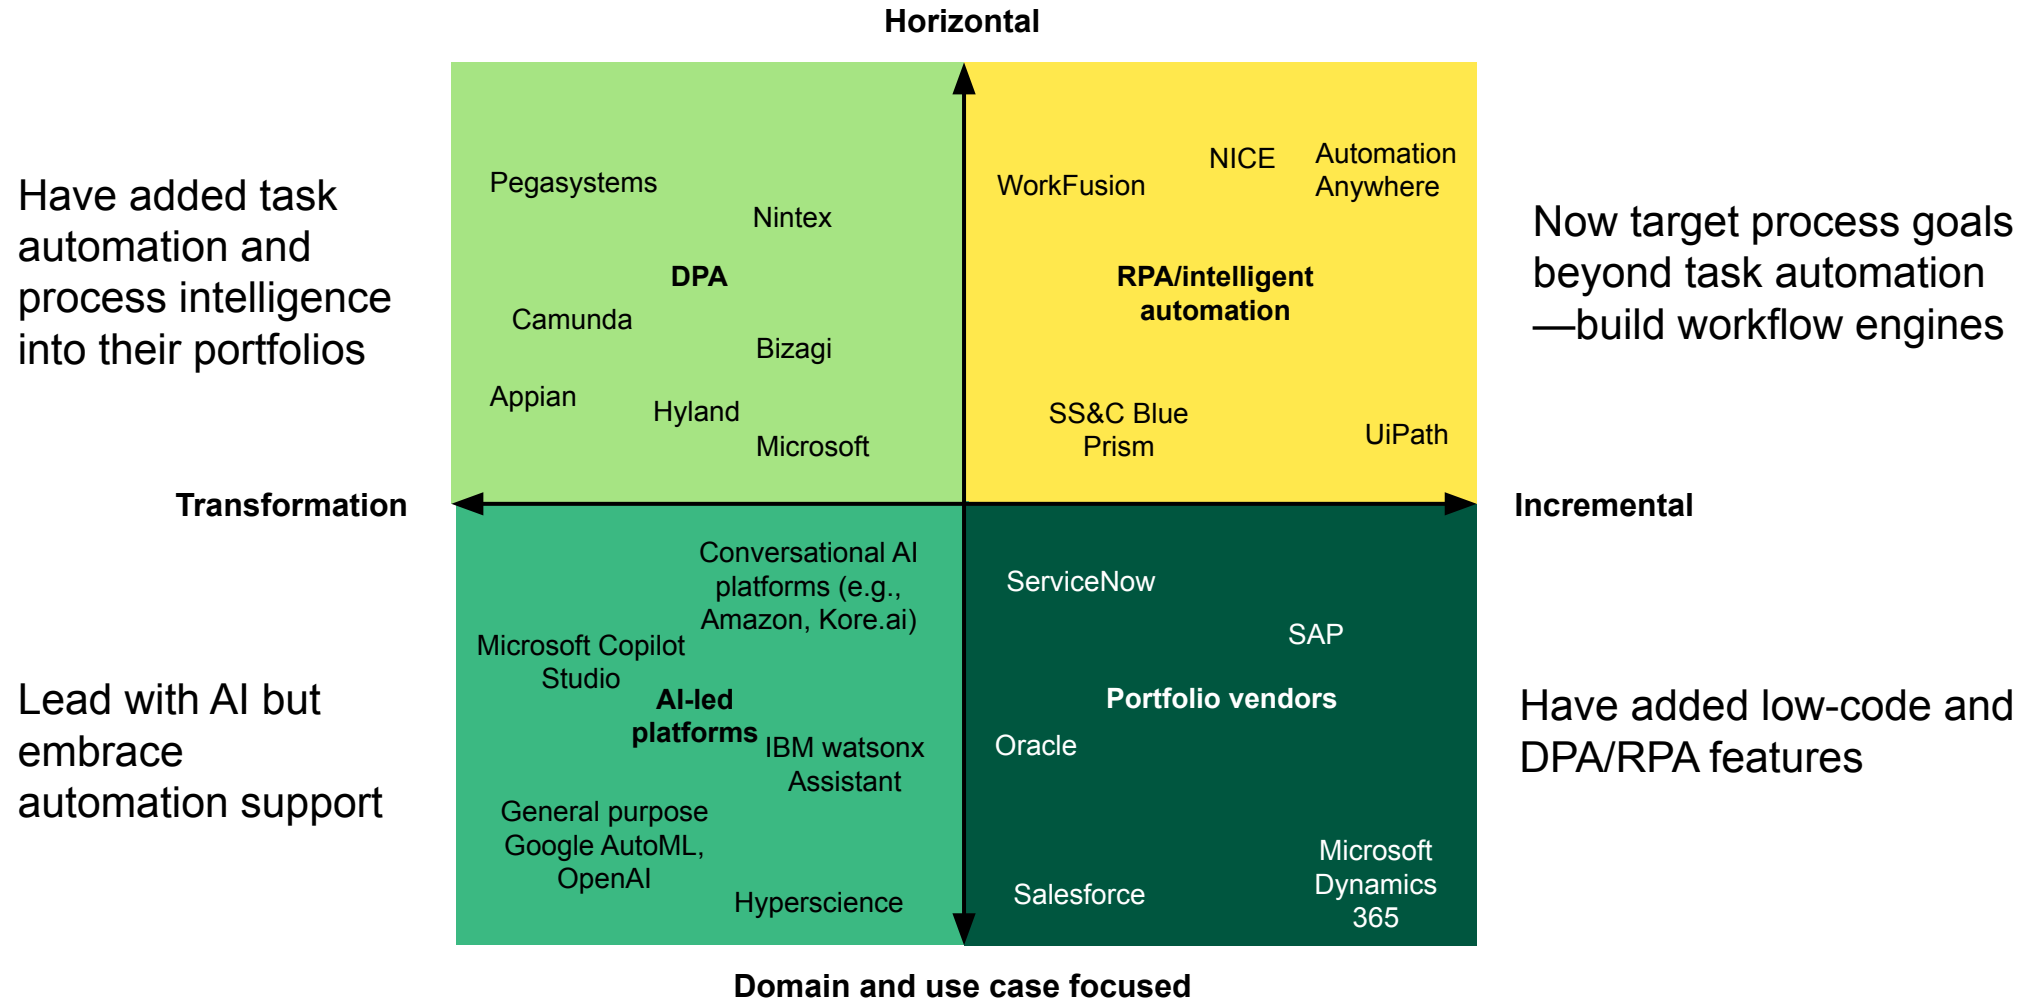 Horizontal
Have added task
automation and
process intelligence
into their portfolios
Pegasystems
Nintex
DPA
Camunda
Bizagi
Appian
Hyland
Microsoft
WorkFusion
NICE
Automation
Anywhere
RPA/intelligent
automation
SS&C Blue
Prism
UiPath
Now target process goals
beyond task automation
—build workflow engines
Transformation
Incremental
Lead with AI but
embrace
automation support
Conversational AI
platforms (e.g.,
Amazon, Kore.ai)
Microsoft Copilot
Studio
AI-led
platforms
IBM watsonx
Assistant
General purpose
Google AutoML,
OpenAI
Hyperscience
ServiceNow
SAP
Portfolio vendors
Oracle
Salesforce
Microsoft
Dynamics
365
Have added low-code and
DPA/RPA features
Domain and use case focused